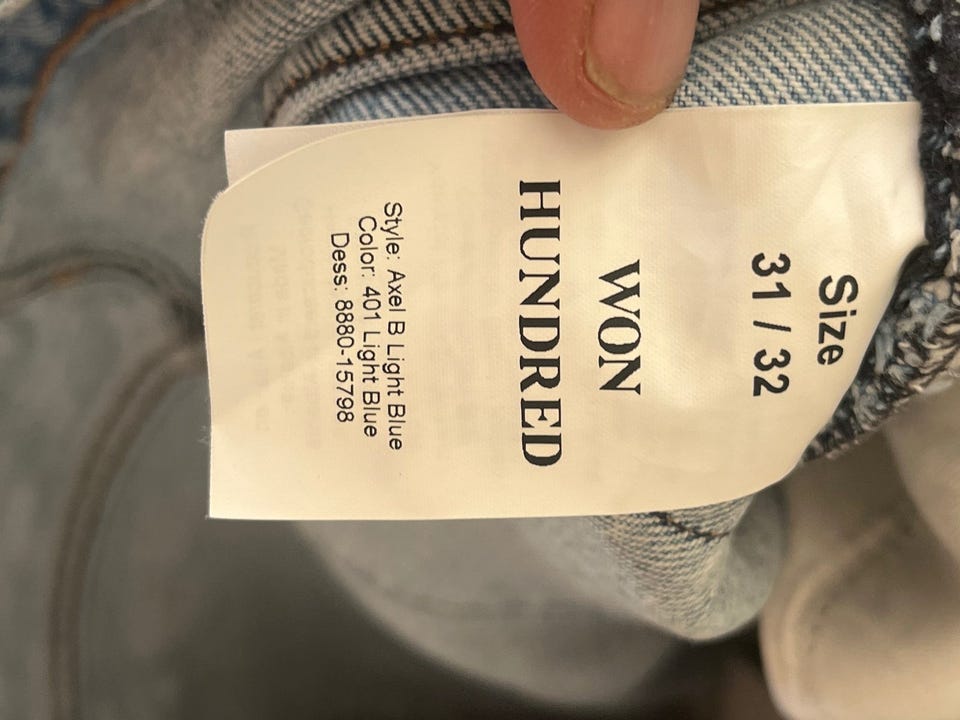 Size
31 / 32
WON
HUNDRED
Style: Axel B Light Blue
Color: 401 Light Blue
Dess: 8880-15798